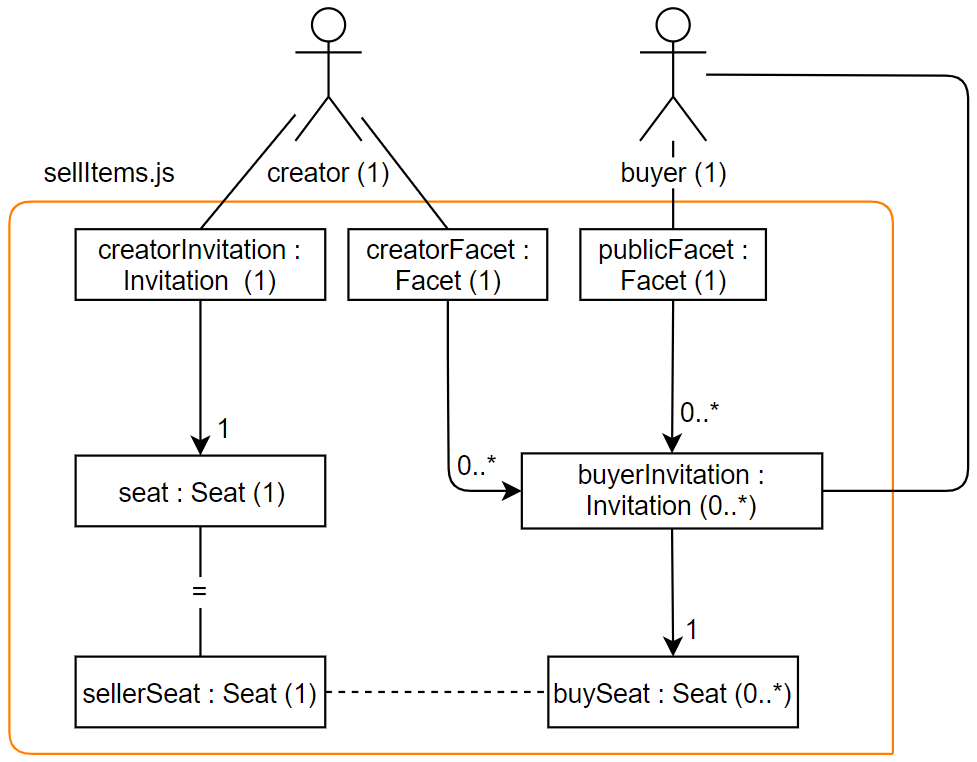 sellItems.js
creator (1)
buyer (1)
creatorInvitation :
Invitation  (1)
creatorFacet :
Facet (1)
publicFacet :
Facet (1)
1
0..*
0..*
seat : Seat (1)
buyerInvitation :
Invitation (0..*)
=
1
sellerSeat : Seat (1)
buySeat : Seat (0..*)